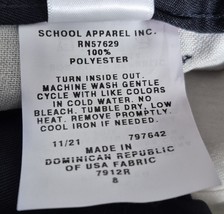 SCHOOL APPAREL INC.
RN57629
100%
POLYESTER
TURN INSIDE OUT.
MACHINE WASH GENTLE
CYCLE WITH LIKE COLORS
IN COLD WATER. NO
BLEACH. TUMBLE DRY, LOW
HEAT. REMOVE PROMPTLY.
COOL IRON IF NEEDED.
11/21 797642
MADE IN
DOMINICAN REPUBLIC
OF USA FABRIC
7912R
8